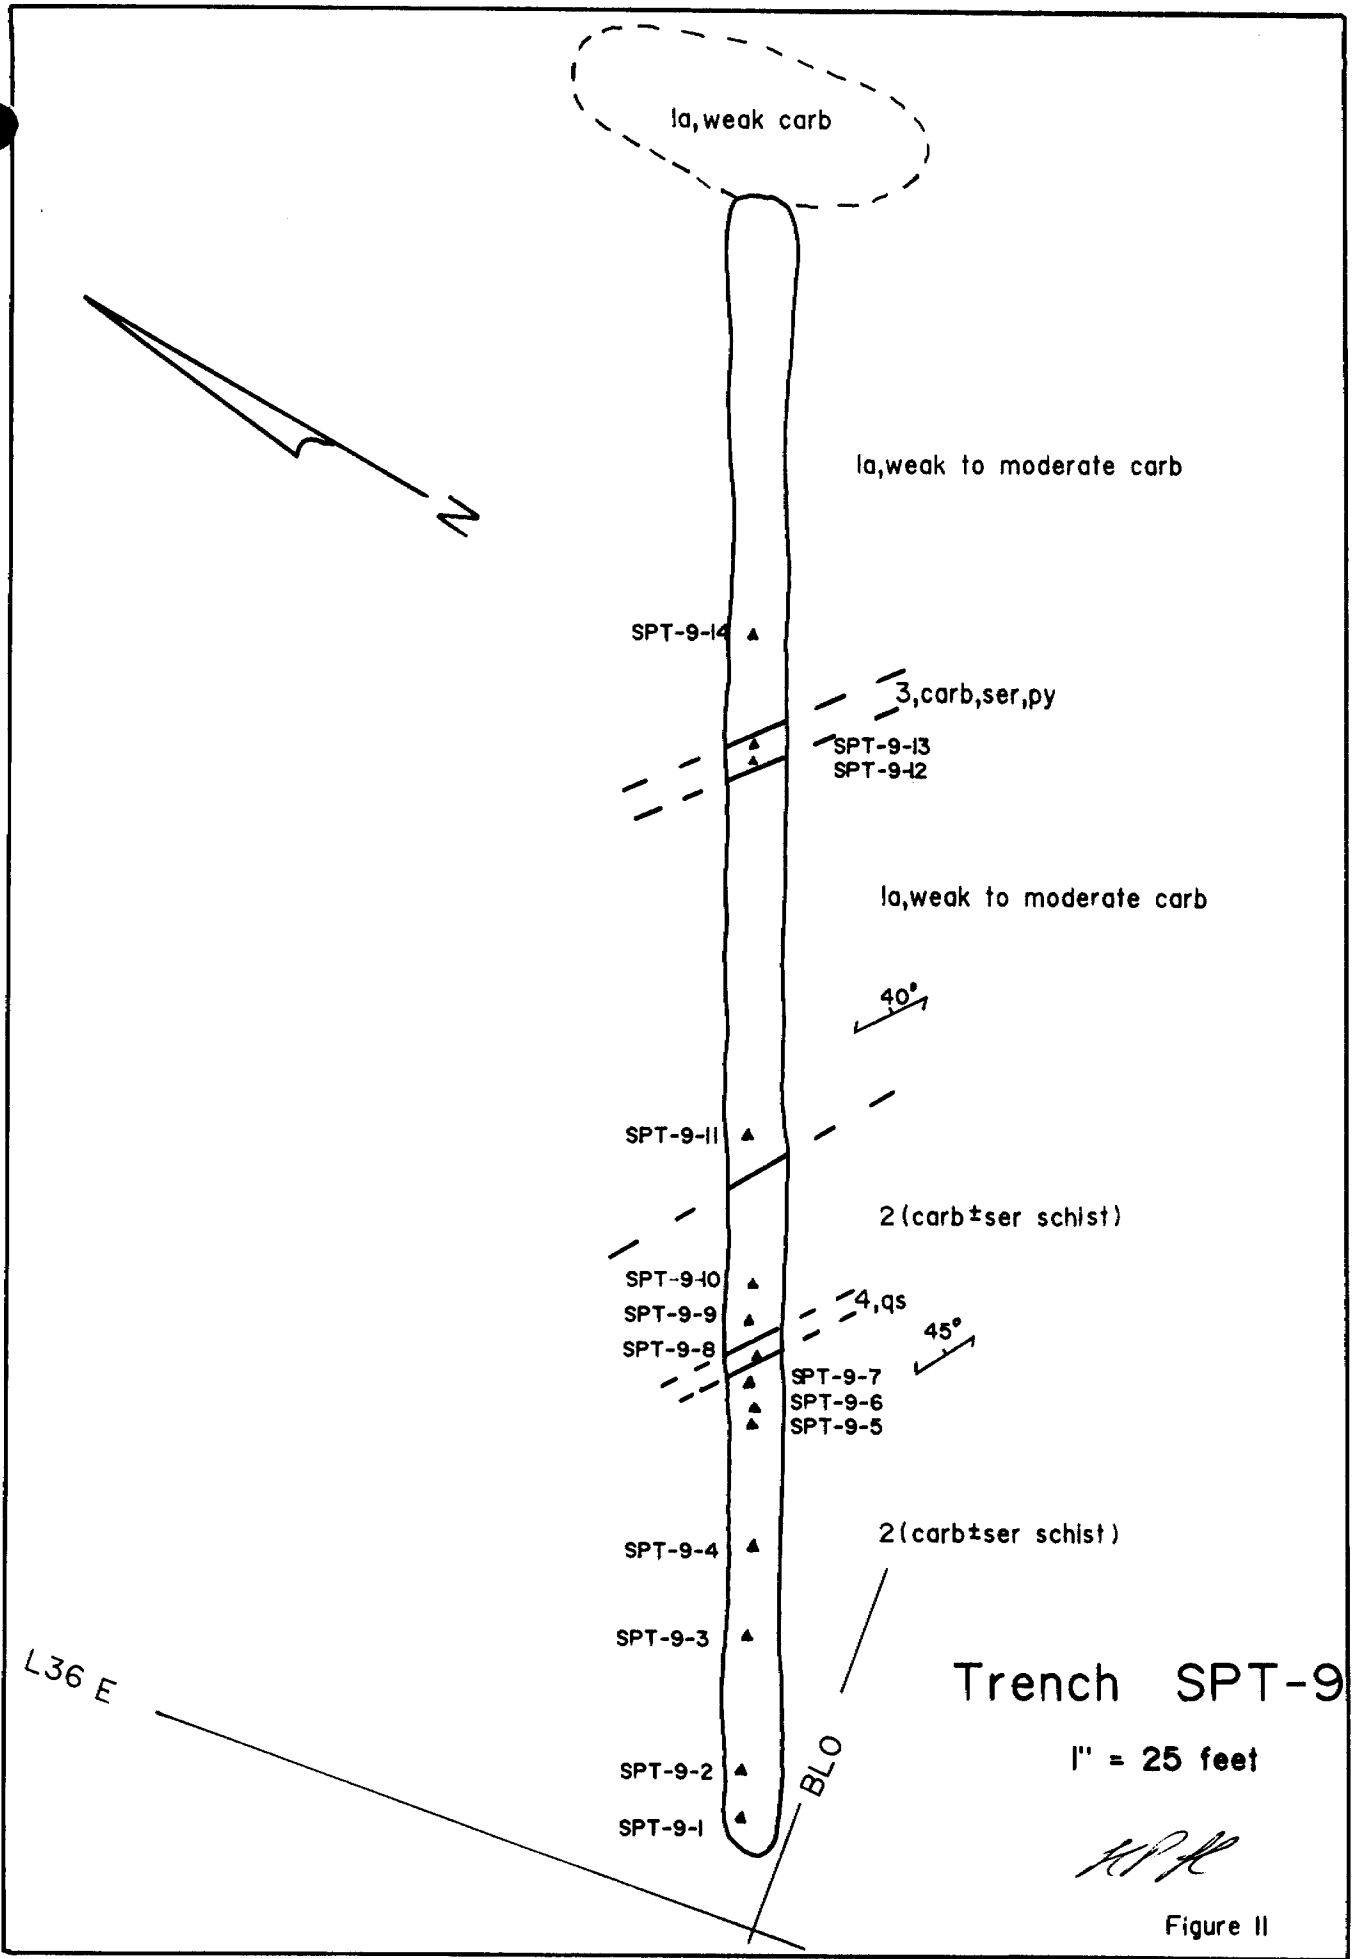 1a,weak carb
N
1a,weak to moderate carb
SPT-9-14
3,carb,ser,py
SPT-9-13
SPT-9-12
1a,weak to moderate carb
40°
SPT-9-11
2(carb±ser schist)
SPT-9-10
4,qs
SPT-9-9
45°
SPT-9-8
SPT-9-7
SPT-9-6
SPT-9-5
2(carb±ser schist)
SPT-9-4
SPT-9-3
L36 E
Trench SPT-9
BLO
1" = 25 feet
SPT-9-2
SPT-9-1
Figure 11